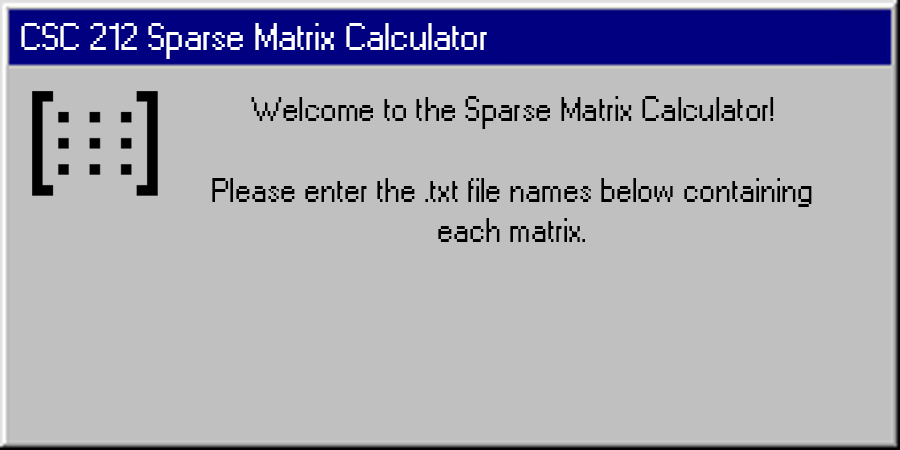 CSC 212 Sparse Matrix Calculator
Welcome to the Sparse Matrix Calculator!
Please enter the .txt file names below containing
each matrix.